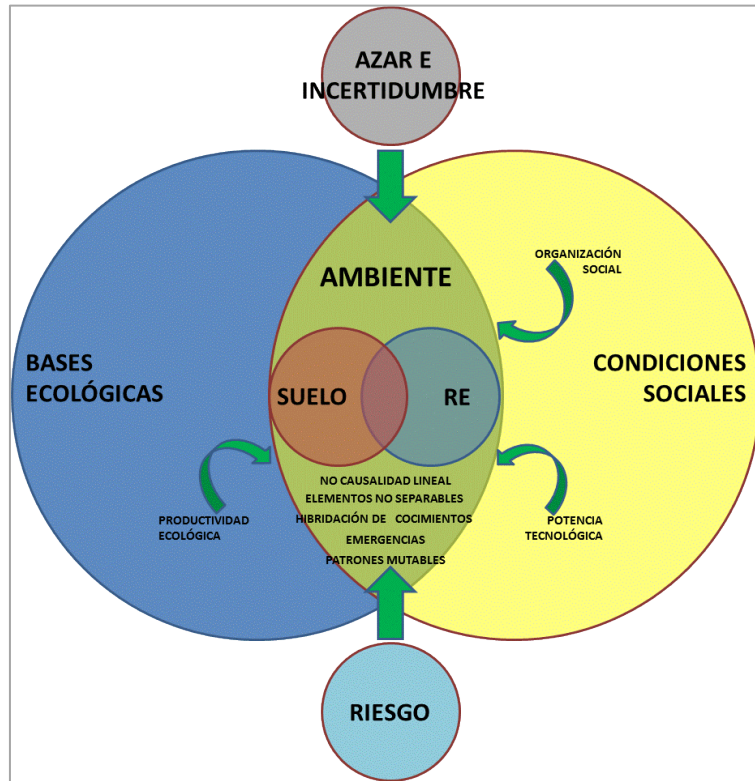 AZAR E
INCERTIDUMBRE
AMBIENTE
ORGANIZACIÓN
SOCIAL
BASES
ECOLÓGICAS
CONDICIONES
SOCIALES
SUELO
RE
NO CAUSALIDAD LINEAL
ELEMENTOS NO SEPARABLES
HIBRIDACIÓN DE COCIMIENTOS
EMERGENCIAS
PATRONES MUTABLES
PRODUCTIVIDAD
ECOLÓGICA
POTENCIA
TECNOLÓGICA
RIESGO